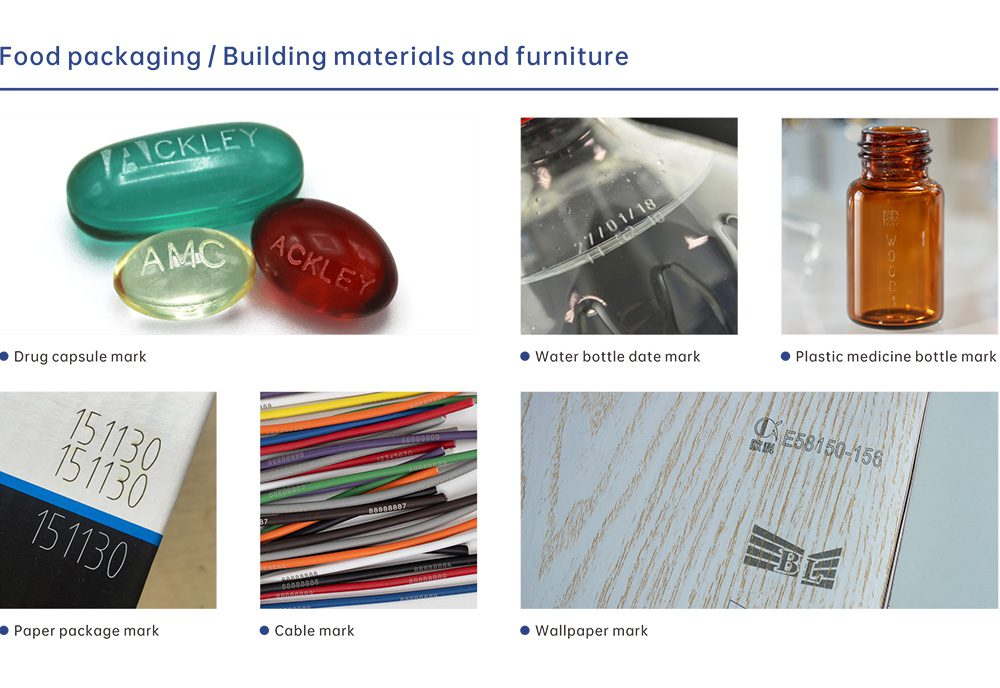 Food packaging / Building materials and furniture
ACKLEY
AMC
ACKLEY
27/01/18
W0001
Drug capsule mark
Water bottle date mark
Plastic medicine bottle mark
151130
151130
151130
12345670
88888887
88888886
E58150-156
BL
Paper package mark
Cable mark
Wallpaper mark